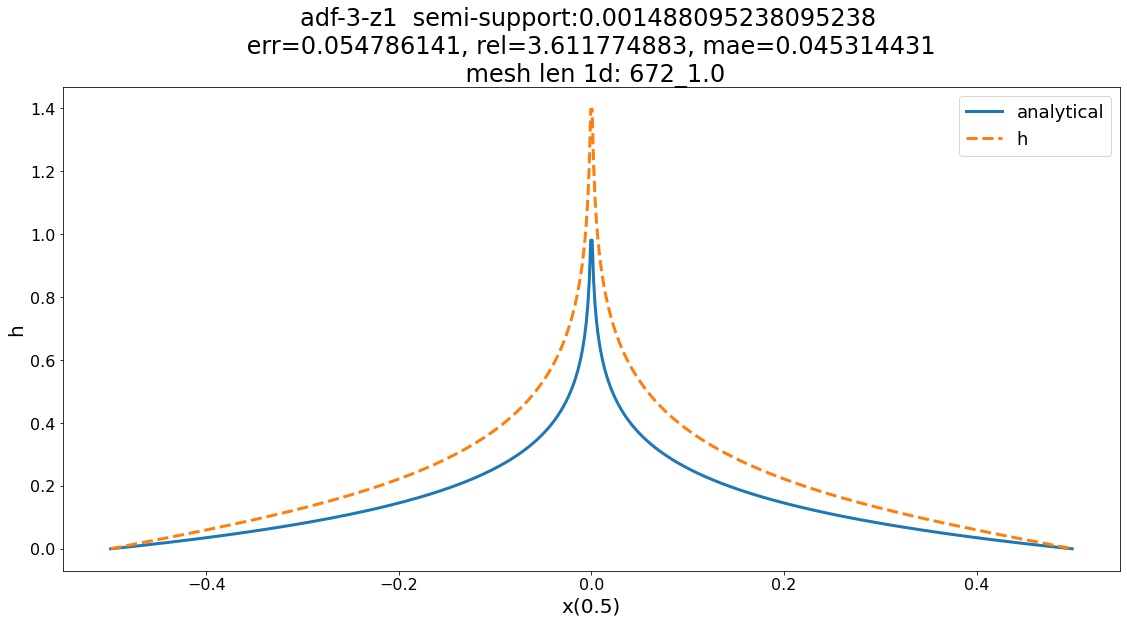 adf-3-z1  semi-support:0.001488095238095238
err=0.054786141, rel=3.611774883, mae=0.045314431
mesh len 1d: 672_1.0
analytical
h
h
1.4
1.2
1.0
0.8
0.6
0.4
0.2
0.0
−0.4
−0.2
0.0
0.2
0.4
x(0.5)